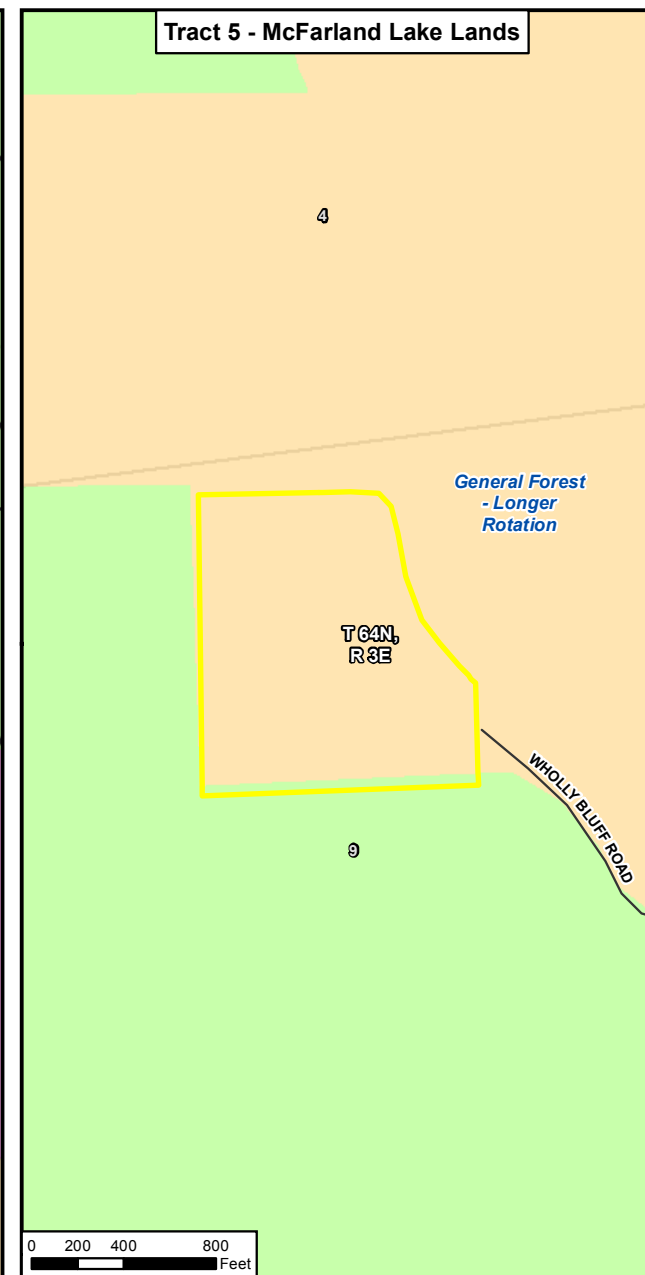 Tract 5 - McFarland Lake Lands
4
General Forest
- Longer
Rotation
T 64N,
R 3E
WHOLLY BLUFF ROAD
9
0 200 400 800
Feet